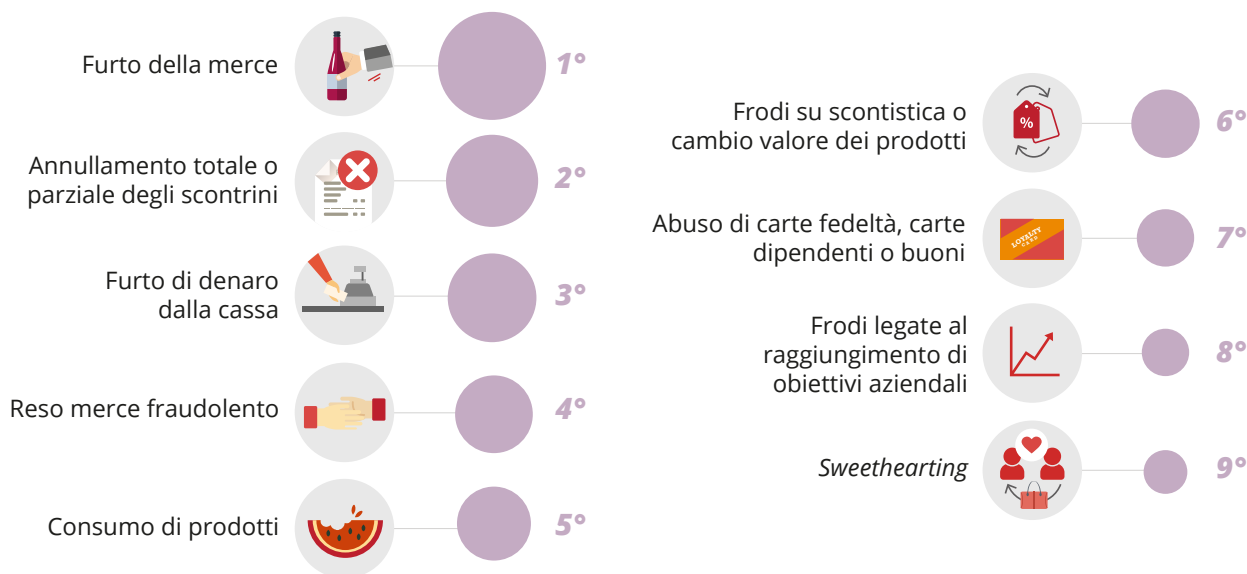 Furto della merce
1°
Annullamento totale o
parziale degli scontrini
2°
Furto di denaro
dalla cassa
3°
Reso merce fraudolento
4°
Consumo di prodotti
5°
Frodi su scontistica o
cambio valore dei prodotti
%
6°
Abuso di carte fedeltà, carte
dipendenti o buoni
LOYALTY
CARD
7°
Frodi legate al
raggiungimento di
obiettivi aziendali
8°
Sweethearting
9°